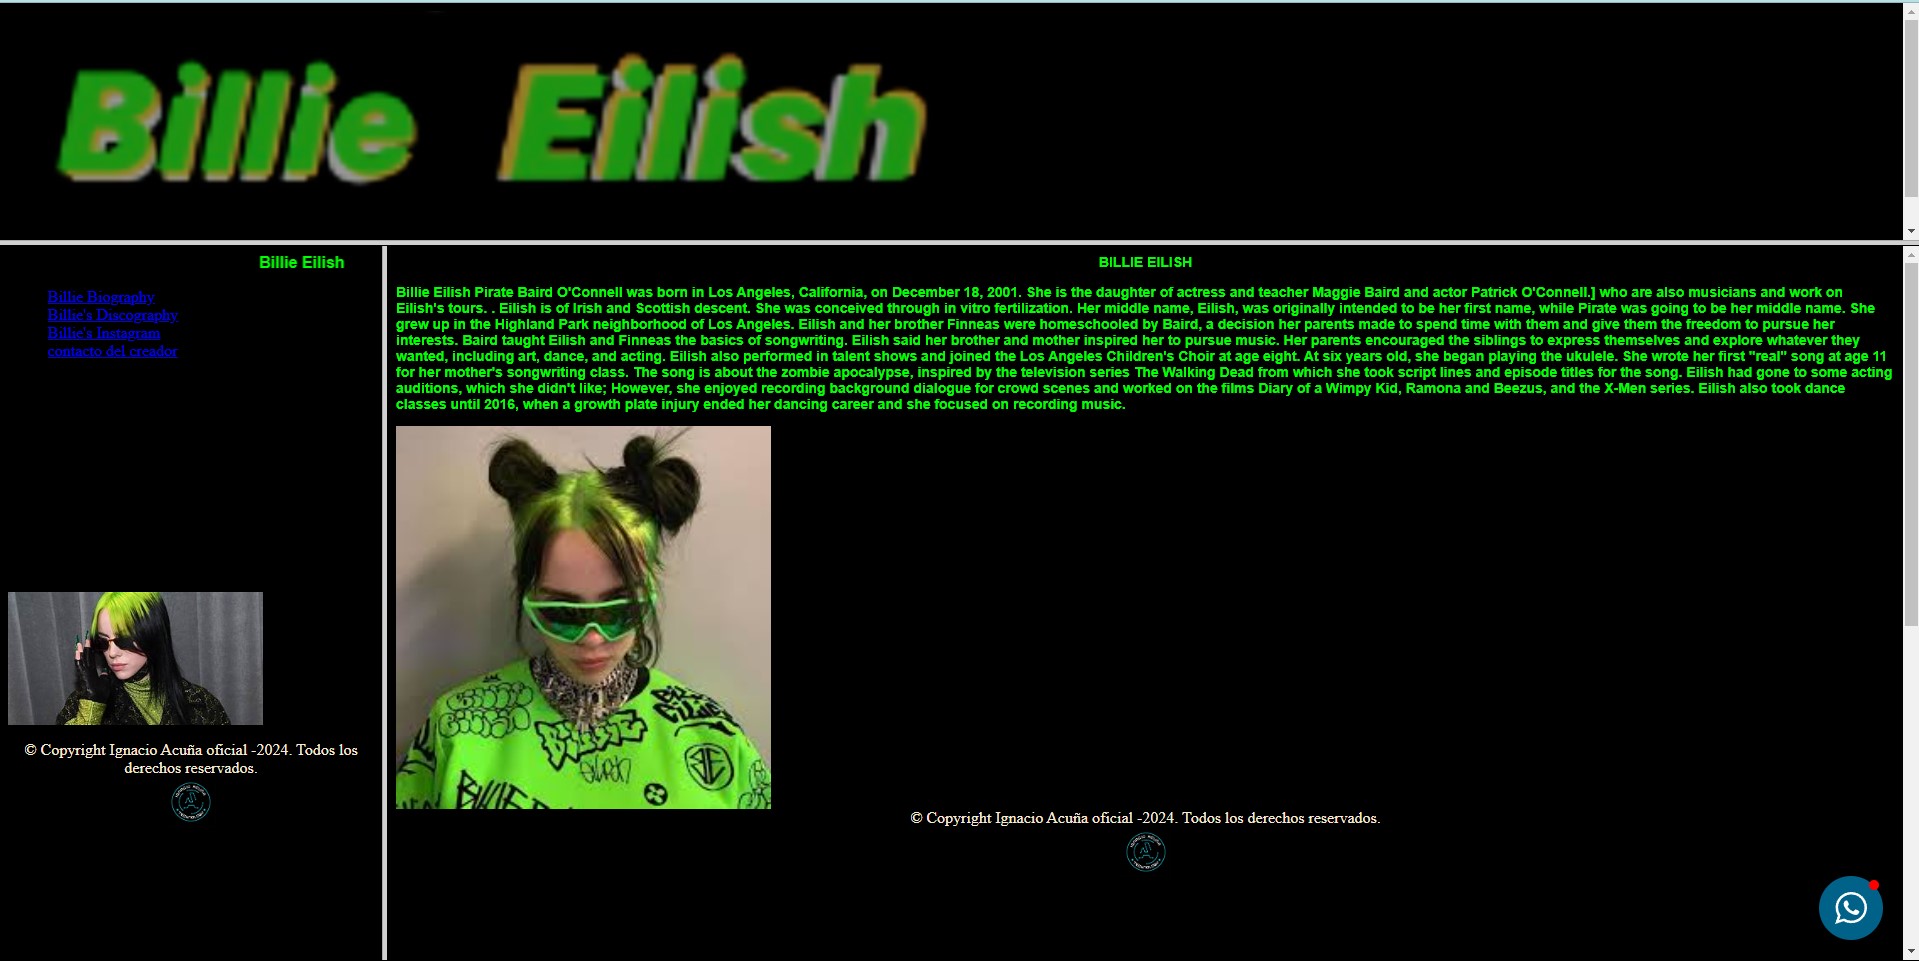 Billie Eilish
Billie Eilish
Billie Biography
Billie's Discography
Billie's Instagram
contacto del creador
© Copyright Ignacio Acuña oficial -2024. Todos los
derechos reservados.
BILLIE EILISH
Billie Eilish Pirate Baird O'Connell was born in Los Angeles, California, on December 18, 2001. She is the daughter of actress and teacher Maggie Baird and actor Patrick O'Connell.] who are also musicians and work on
Eilish's tours. . Eilish is of Irish and Scottish descent. She was conceived through in vitro fertilization. Her middle name, Eilish, was originally intended to be her first name, while Pirate was going to be her middle name. She
grew up in the Highland Park neighborhood of Los Angeles. Eilish and her brother Finneas were homeschooled by Baird, a decision her parents made to spend time with them and give them the freedom to pursue her
interests. Baird taught Eilish and Finneas the basics of songwriting. Eilish said her brother and mother inspired her to pursue music. Her parents encouraged the siblings to express themselves and explore whatever they
wanted, including art, dance, and acting. Eilish also performed in talent shows and joined the Los Angeles Children's Choir at age eight. At six years old, she began playing the ukulele. She wrote her first "real" song at age 11
for her mother's songwriting class. The song is about the zombie apocalypse, inspired by the television series The Walking Dead from which she took script lines and episode titles for the song. Eilish had gone to some acting
auditions, which she didn't like; However, she enjoyed recording background dialogue for crowd scenes and worked on the films Diary of a Wimpy Kid, Ramona and Beezus, and the X-Men series. Eilish also took dance
classes until 2016, when a growth plate injury ended her dancing career and she focused on recording music.
BILLIE
© Copyright Ignacio Acuña oficial -2024. Todos los derechos reservados.